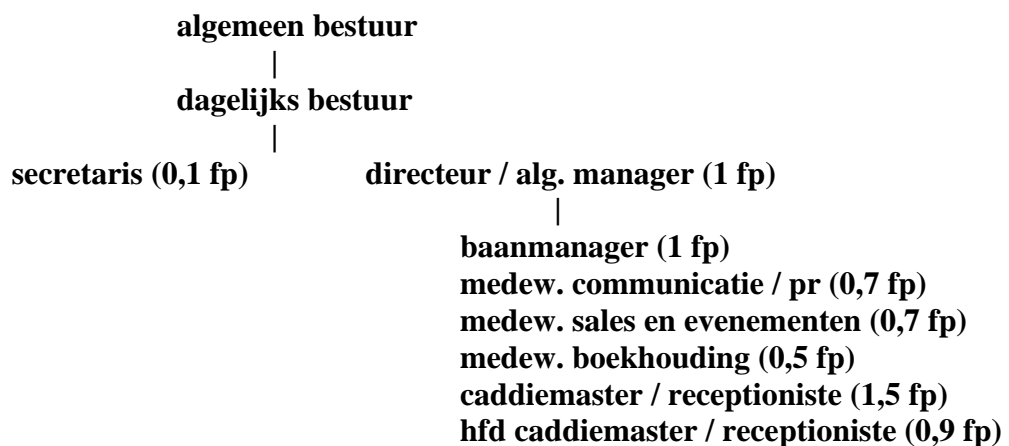 algemeen bestuur
|
dagelijks bestuur
|
secretaris (0,1 fp) directeur / alg. manager (1 fp)
|
baanmanager (1 fp)
medew. communicatie / pr (0,7 fp)
medew. sales en evenementen (0,7 fp)
medew. boekhouding (0,5 fp)
caddiemaster / receptioniste (1,5 fp)
hfd caddiemaster / receptioniste (0,9 fp)